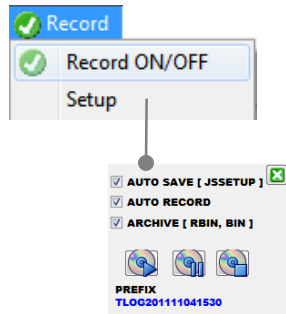 Record
Record ON/OFF
Setup
AUTO SAVE [ JSSETUP ]
AUTO RECORD
ARCHIVE [ RBIN, BIN ]
PREFIX
TLOG201111041530